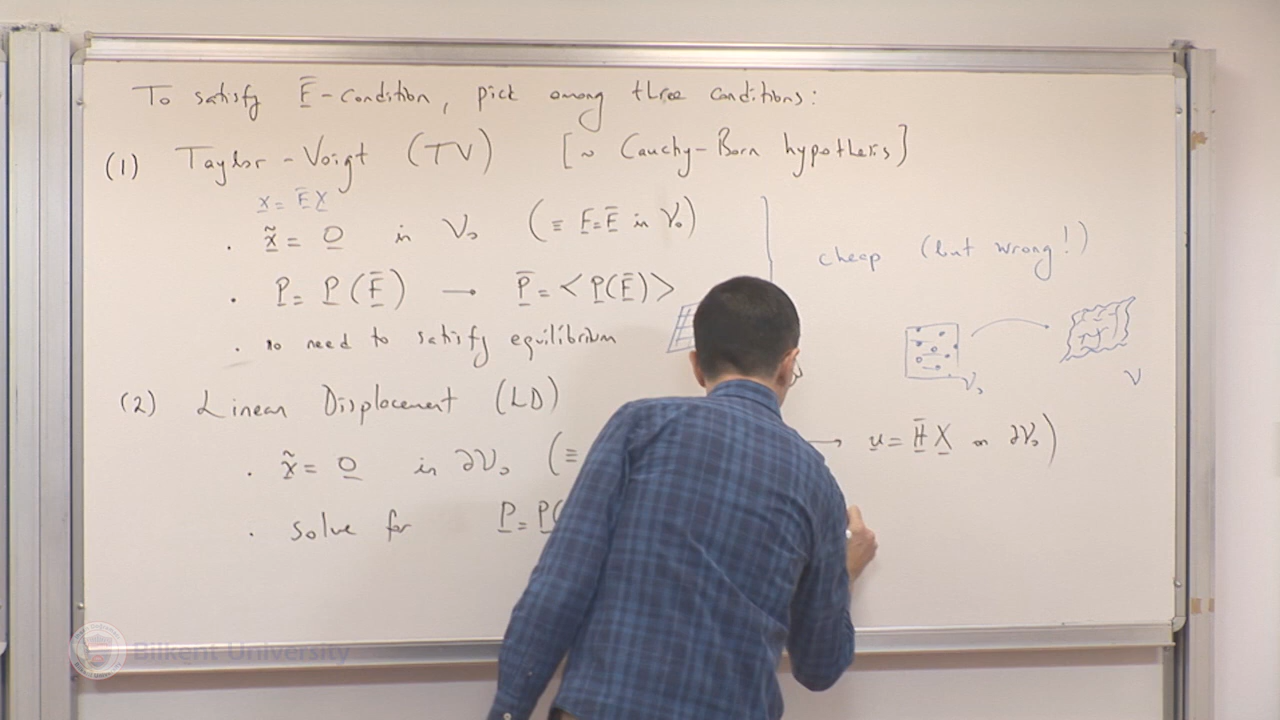 To satisfy F̄-condition, pick among three conditions:
(1) Taylor-Voigt (TV) [~ Cauchy-Born hypothesis]
x = F̄X
· x̃ = 0 in V₀ (≡ F=F̄ in V₀)
cheap (but wrong!)
· P = P(F̄) → P̄ = <P(F̄)>
· no need to satisfy equilibrium
V₀ V
(2) Linear Displacement (LD)
· x̃ = 0 in ∂V₀ (≡ → u = H̄X on ∂V₀)
· solve for P = P(
Bilkent University